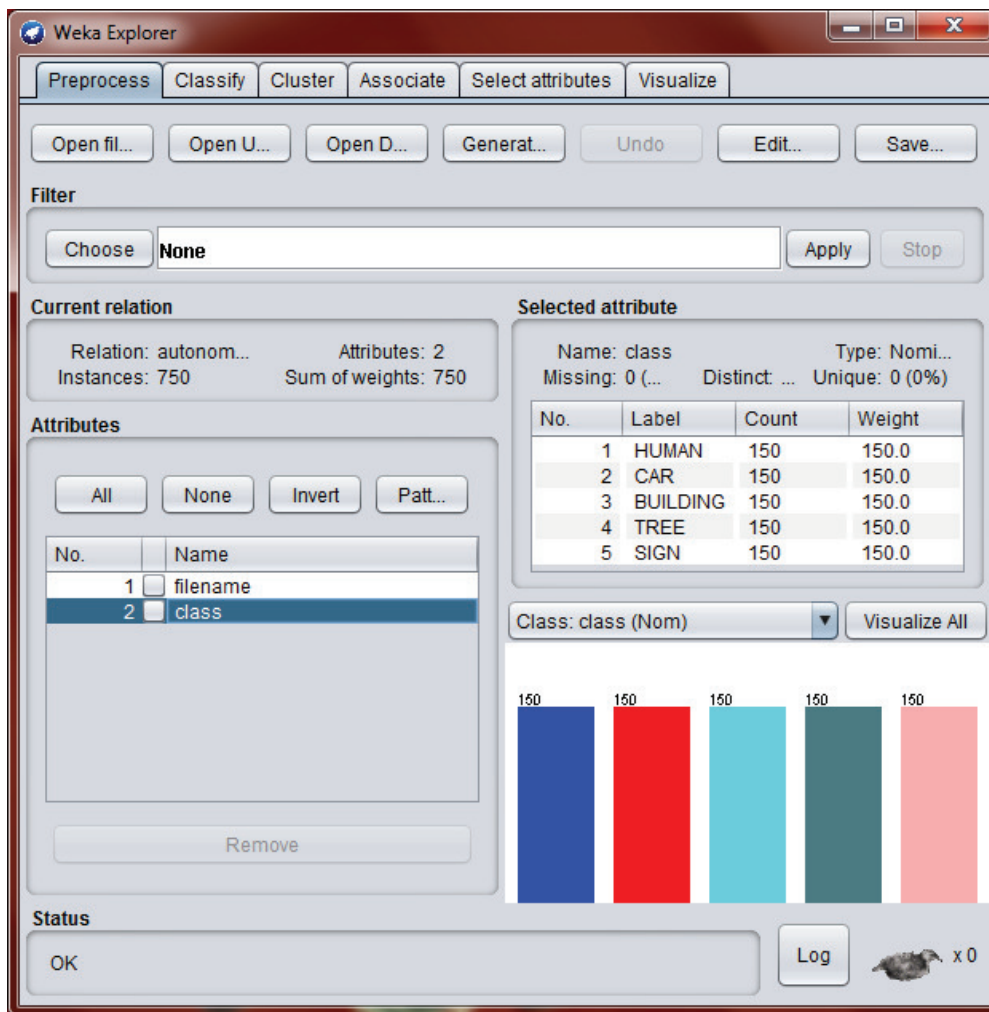 Weka Explorer
Preprocess Classify Cluster Associate Select attributes Visualize
Open fil... Open U... Open D... Generat... Undo Edit... Save...
Filter
Choose None Apply Stop
Current relation
Relation: autonom... Attributes: 2
Instances: 750 Sum of weights: 750
Attributes
All None Invert Patt...
No. Name
1 filename
2 class
Remove
Selected attribute
Name: class Type: Nomi...
Missing: 0 (... Distinct: ... Unique: 0 (0%)
No. Label Count Weight
1 HUMAN 150 150.0
2 CAR 150 150.0
3 BUILDING 150 150.0
4 TREE 150 150.0
5 SIGN 150 150.0
Class: class (Nom) Visualize All
150 150 150 150 150
Status
OK Log x 0